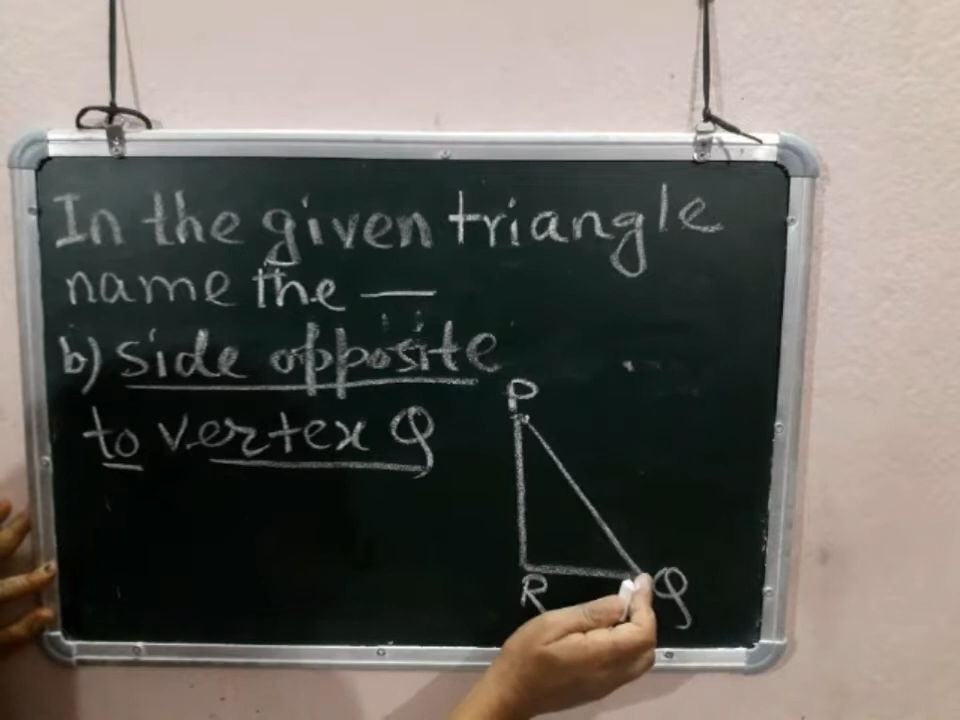 In the given triangle
name the —
b) side opposite
to vertex Q
P
R
Q